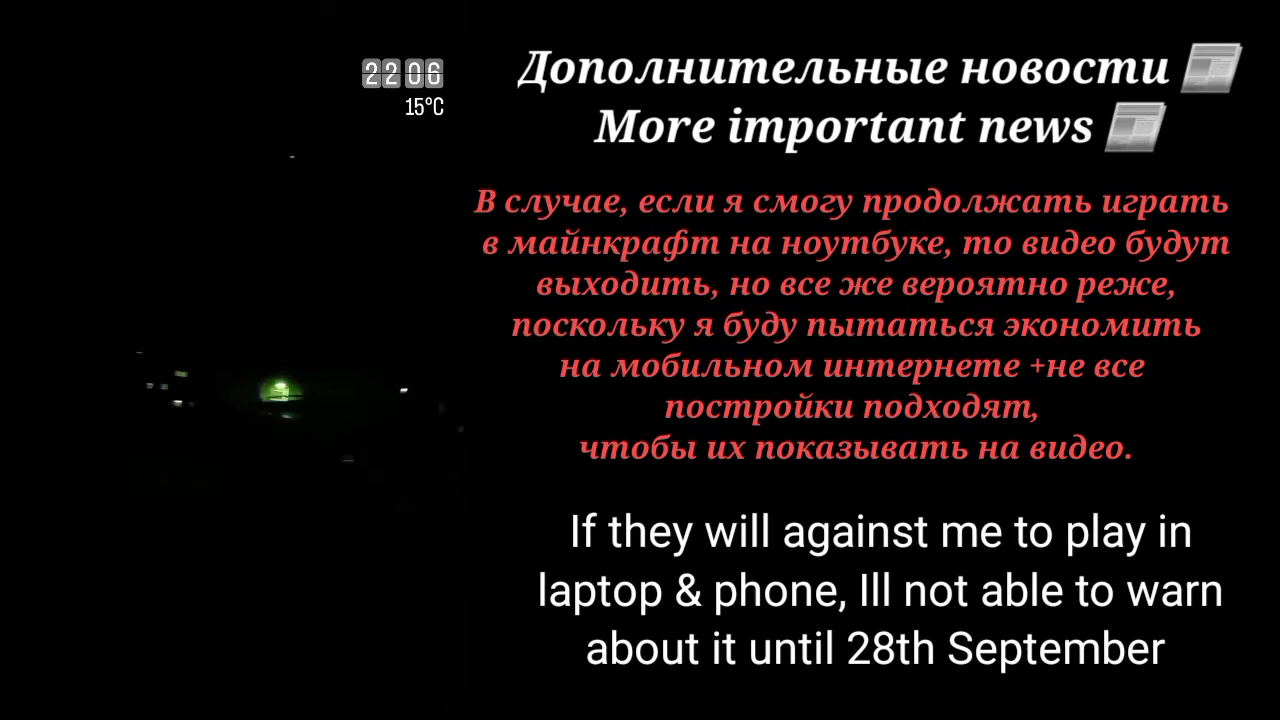 2206
15°C
Дополнительные новости
More important news
В случае, если я смогу продолжать играть
в майнкрафт на ноутбуке, то видео будут
выходить, но все же вероятно реже,
поскольку я буду пытаться экономить
на мобильном интернете +не все
постройки подходят,
чтобы их показывать на видео.
If they will against me to play in
laptop & phone, Ill not able to warn
about it until 28th September